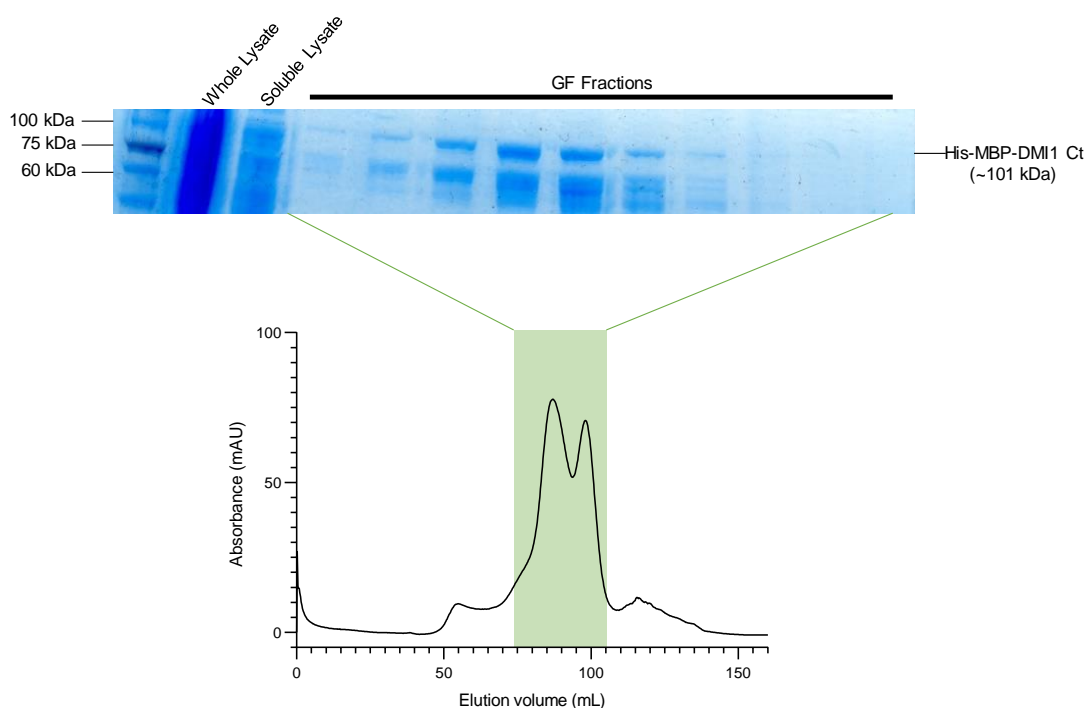 Whole Lysate
Soluble Lysate
GF Fractions
100 kDa
75 kDa
60 kDa
His-MBP-DMI1 Ct
(~101 kDa)
100
50
0
Absorbance (mAU)
0
50
100
150
Elution volume (mL)